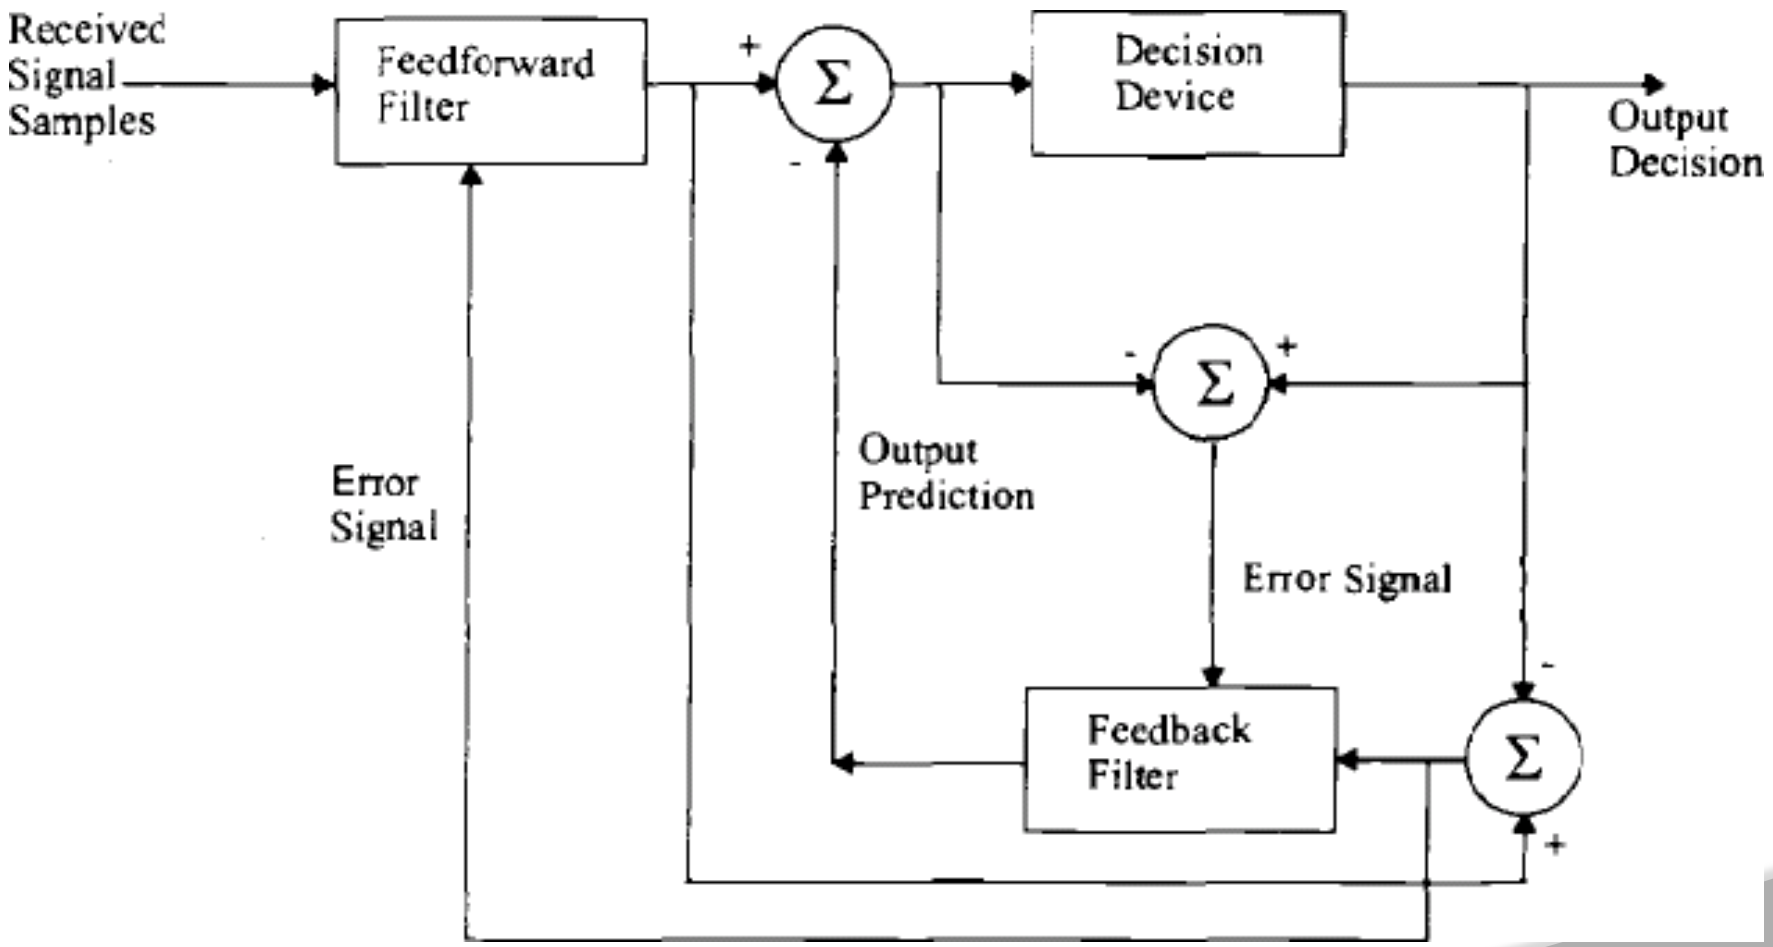 Received
Signal
Samples
Feedforward
Filter
+
Σ
-
Decision
Device
Output
Decision
-
Σ
+
Error
Signal
Output
Prediction
Error Signal
Feedback
Filter
-
Σ
+